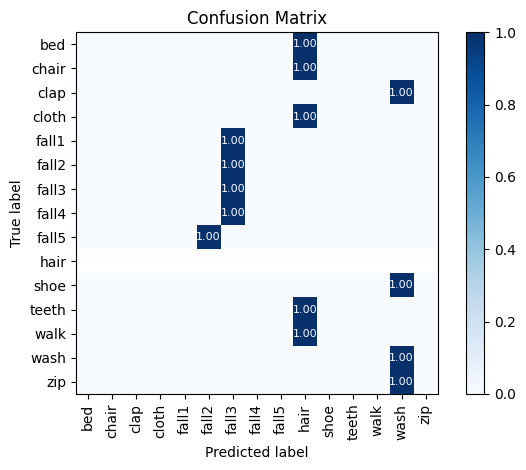 Confusion Matrix
True label
bed
chair
clap
cloth
fall1
fall2
fall3
fall4
fall5
hair
shoe
teeth
walk
wash
zip
1.00
1.00
1.00
1.00
1.00
1.00
1.00
1.00
1.00
1.00
1.00
1.00
1.00
1.00
bed
chair
clap
cloth
fall1
fall2
fall3
fall4
fall5
hair
shoe
teeth
walk
wash
zip
Predicted label
1.0
0.8
0.6
0.4
0.2
0.0